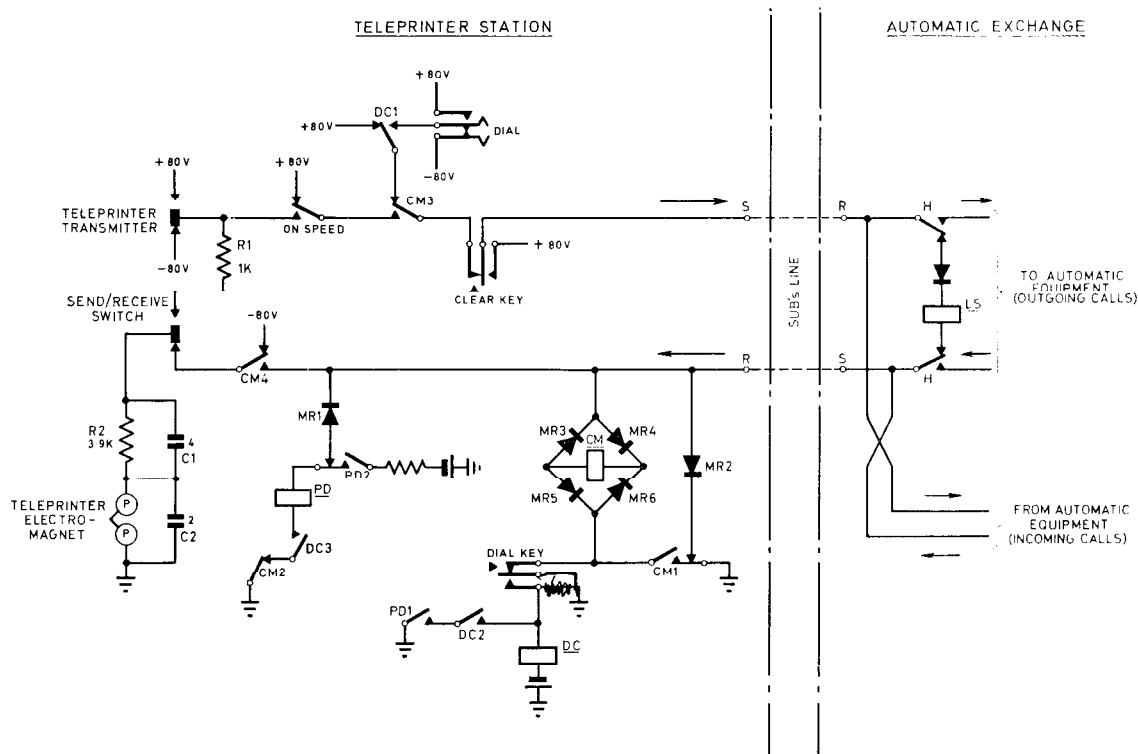 TELEPRINTER STATION
AUTOMATIC EXCHANGE
+80V
DC1
+80V
DIAL
+80V
+80V
-80V
TELEPRINTER
TRANSMITTER
CM3
S
R
H
ON SPEED
R1
1K
+80V
-80V
CLEAR KEY
SEND/RECEIVE
SWITCH
-80V
SUB's LINE
TO AUTOMATIC
EQUIPMENT
(OUTGOING CALLS)
LS
R
S
CM4
H
MR1
R2
3·9K
4
C1
MR3
CM
MR4
MR2
PD2
MR5
MR6
PD
TELEPRINTER
ELECTRO-
MAGNET
P
P
2
C2
DC3
CM2
FROM AUTOMATIC
EQUIPMENT
(INCOMING CALLS)
DIAL KEY
CM1
PD1
DC2
DC